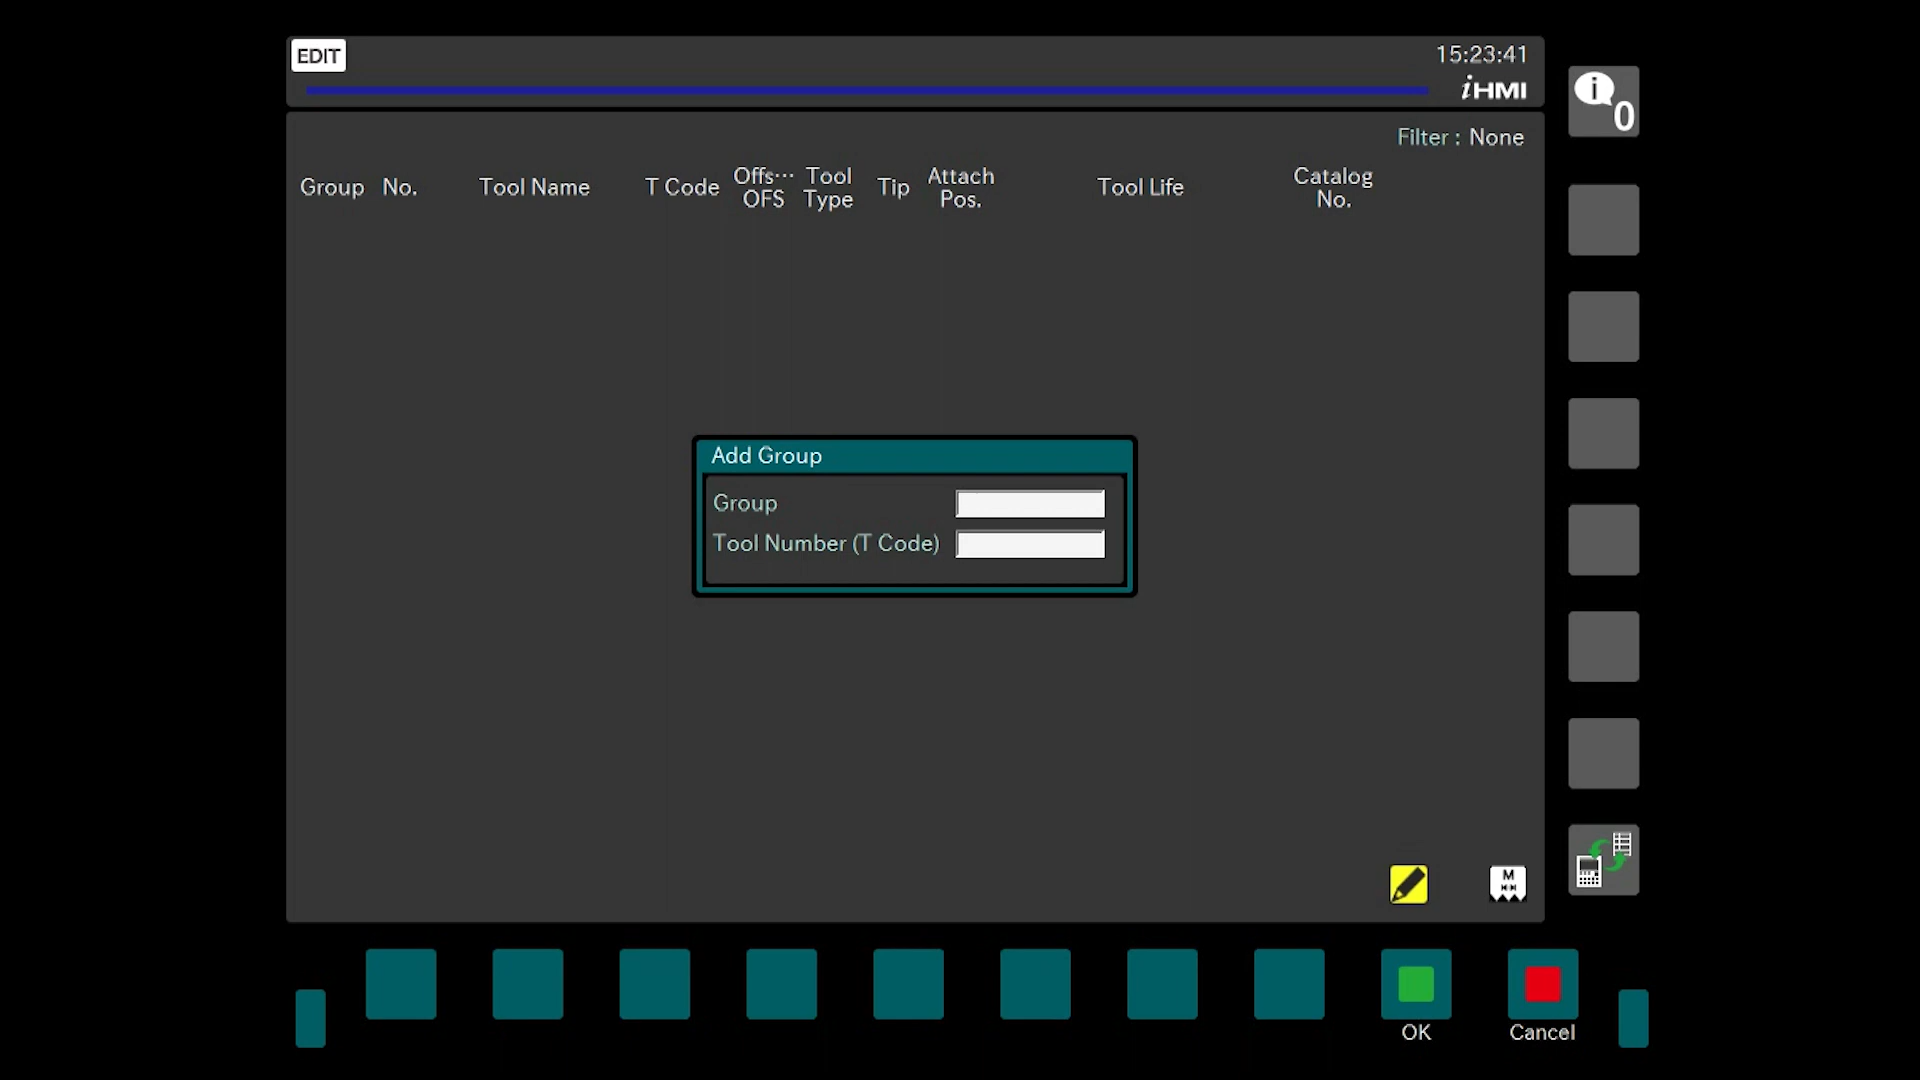 EDIT
15:23:41
iHMI
i
0
Filter : None
Group No. Tool Name T Code Offs… OFS Tool Type Tip Attach Pos. Tool Life Catalog No.
Add Group
Group
Tool Number (T Code)
M
OK
Cancel